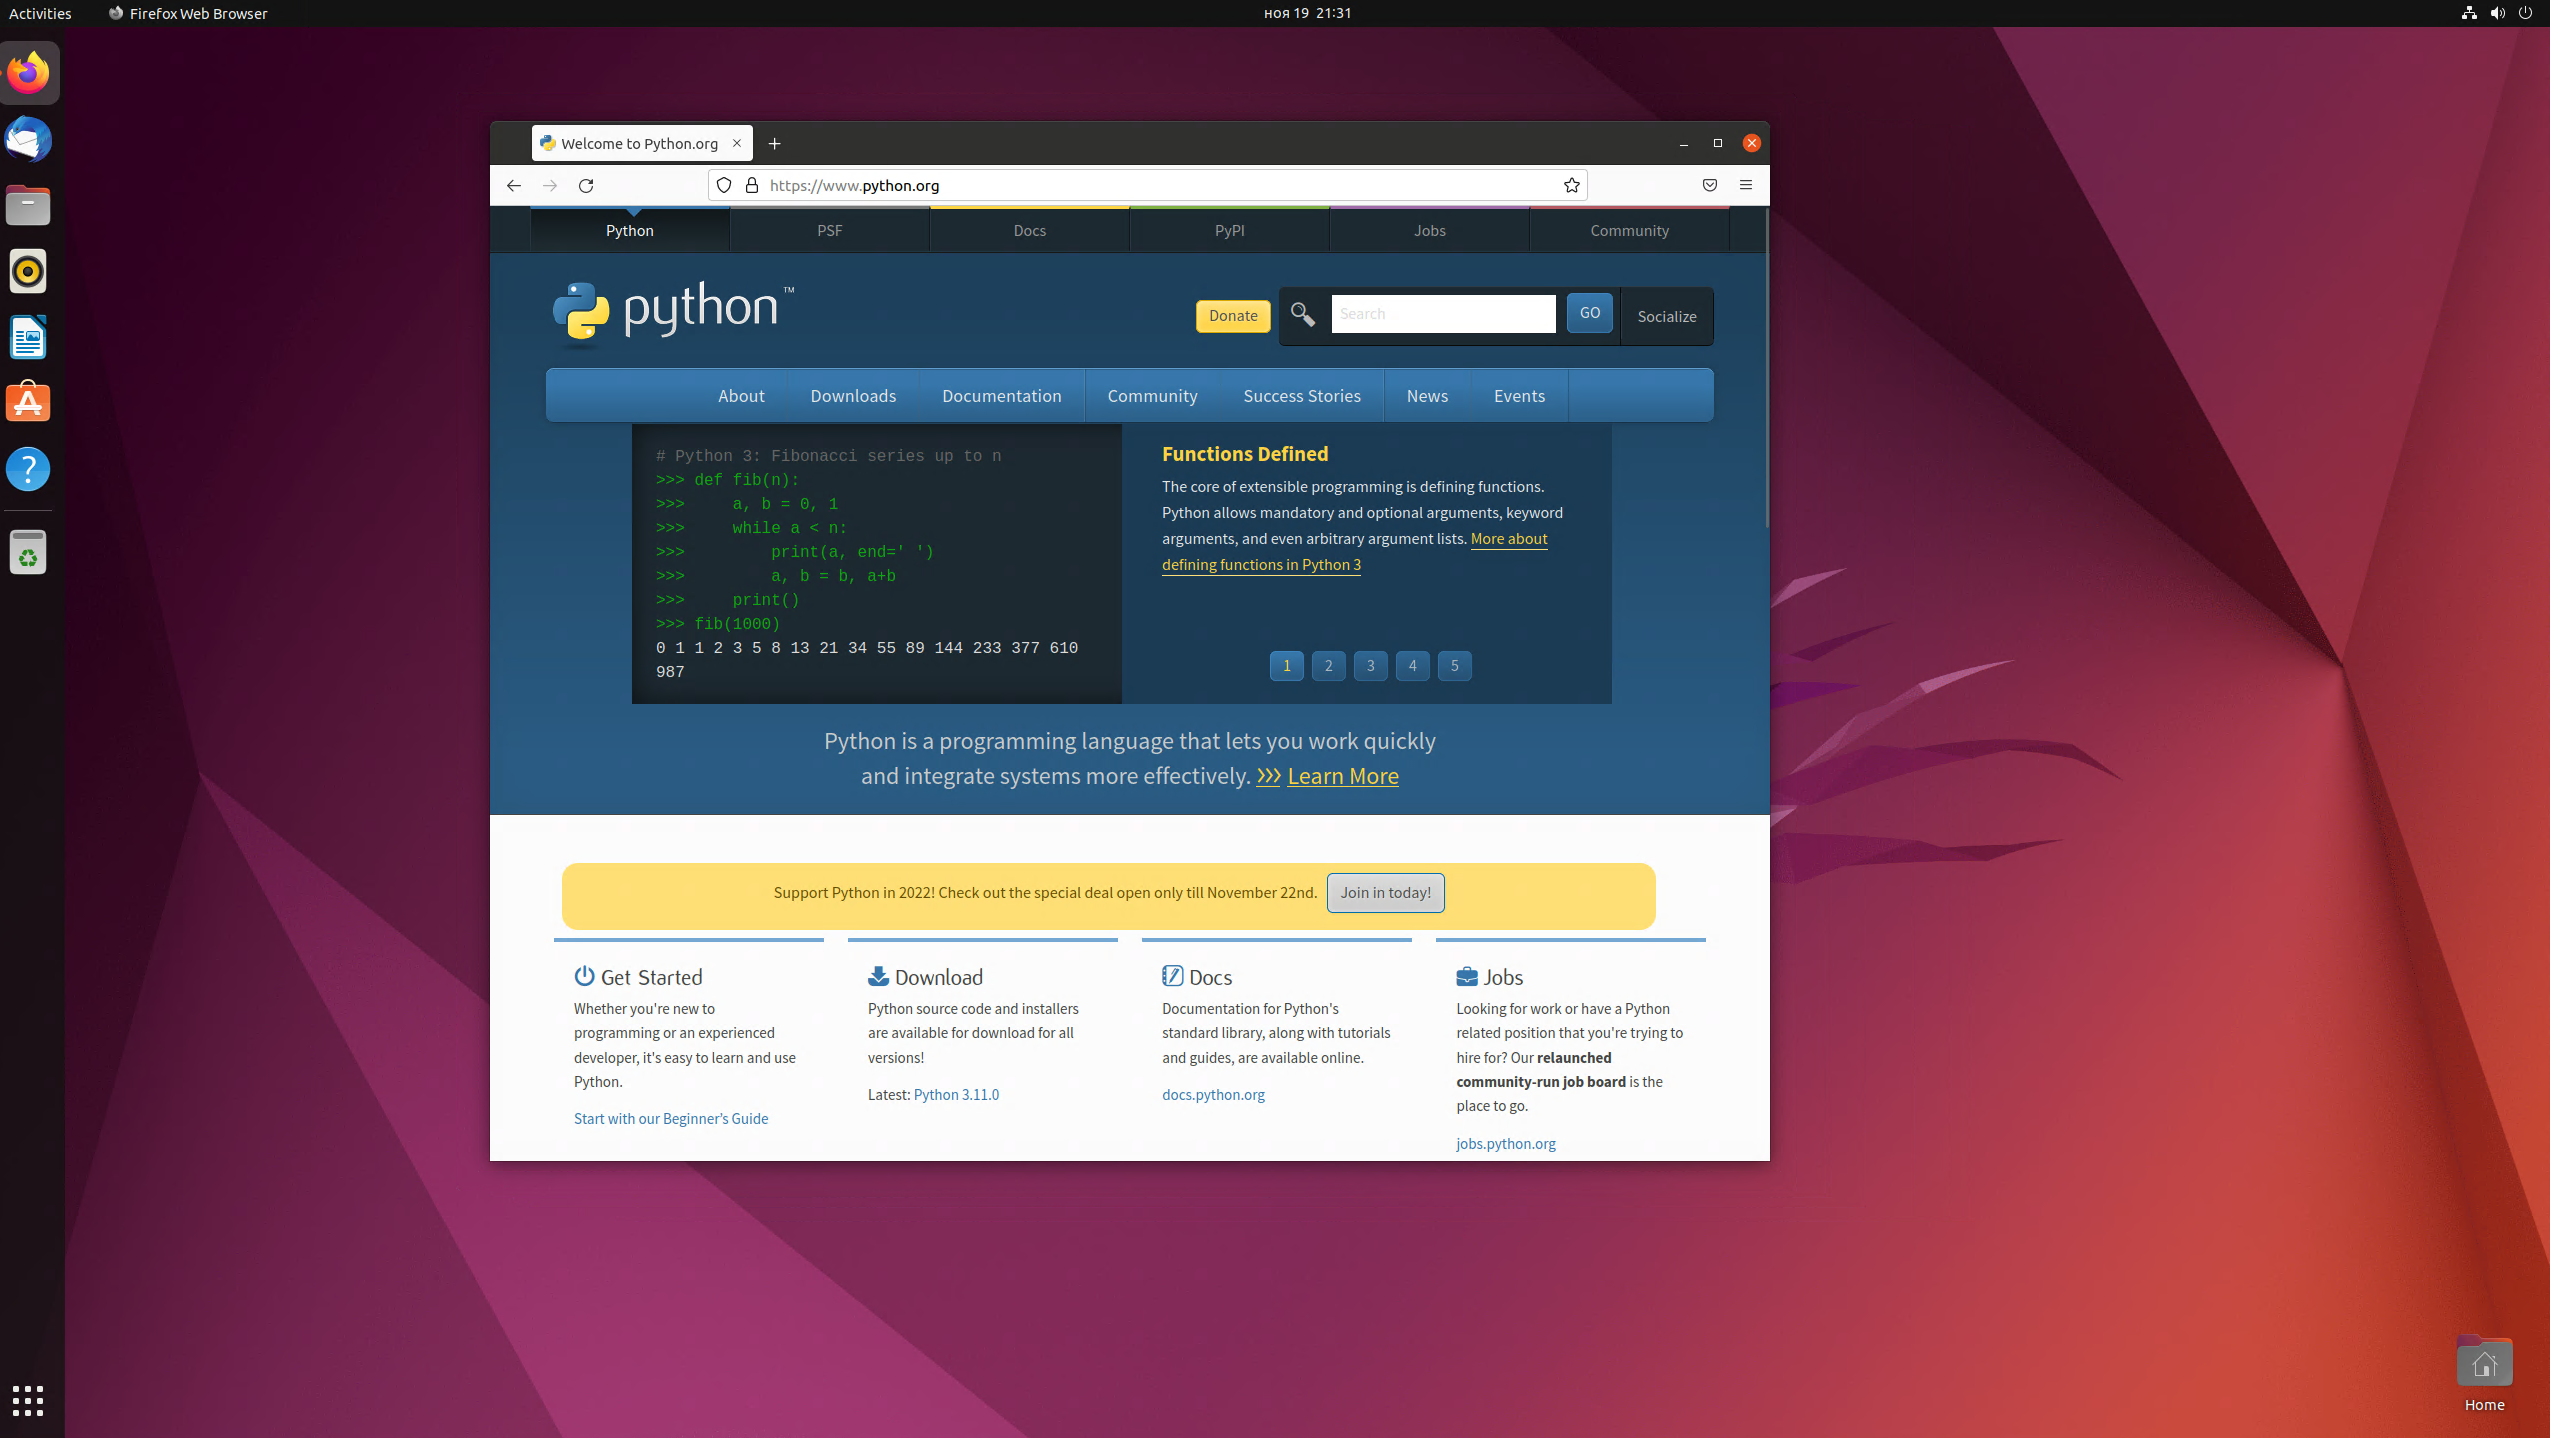 Activities
Firefox Web Browser
ноя 19 21:31
Welcome to Python.org
https://www.python.org
Python
PSF
Docs
PyPI
Jobs
Community
python™
Donate
Search
GO
Socialize
About
Downloads
Documentation
Community
Success Stories
News
Events
# Python 3: Fibonacci series up to n
>>> def fib(n):
>>>     a, b = 0, 1
>>>     while a < n:
>>>         print(a, end=' ')
>>>         a, b = b, a+b
>>>     print()
>>> fib(1000)
0 1 1 2 3 5 8 13 21 34 55 89 144 233 377 610
987
Functions Defined
The core of extensible programming is defining functions.
Python allows mandatory and optional arguments, keyword
arguments, and even arbitrary argument lists. More about
defining functions in Python 3
1
2
3
4
5
Python is a programming language that lets you work quickly
and integrate systems more effectively. >>> Learn More
Support Python in 2022! Check out the special deal open only till November 22nd. Join in today!
Get Started
Whether you're new to
programming or an experienced
developer, it's easy to learn and use
Python.
Start with our Beginner’s Guide
Download
Python source code and installers
are available for download for all
versions!
Latest: Python 3.11.0
Docs
Documentation for Python's
standard library, along with tutorials
and guides, are available online.
docs.python.org
Jobs
Looking for work or have a Python
related position that you're trying to
hire for? Our relaunched
community-run job board is the
place to go.
jobs.python.org
Home